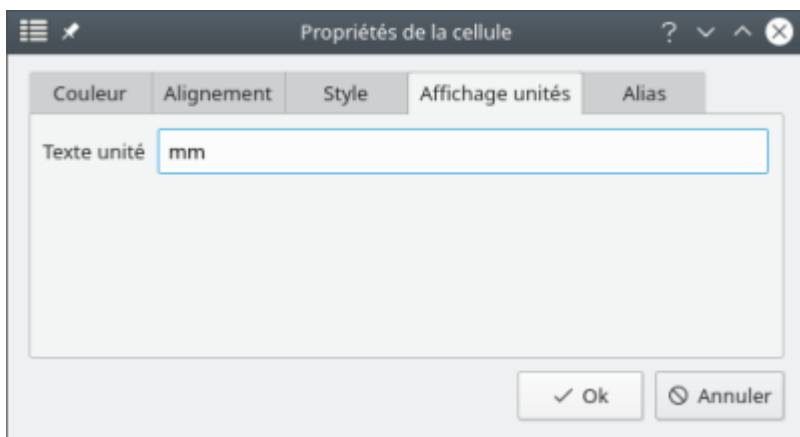 Propriétés de la cellule ?
Couleur Alignement Style Affichage unités Alias
Texte unité mm
Ok Annuler